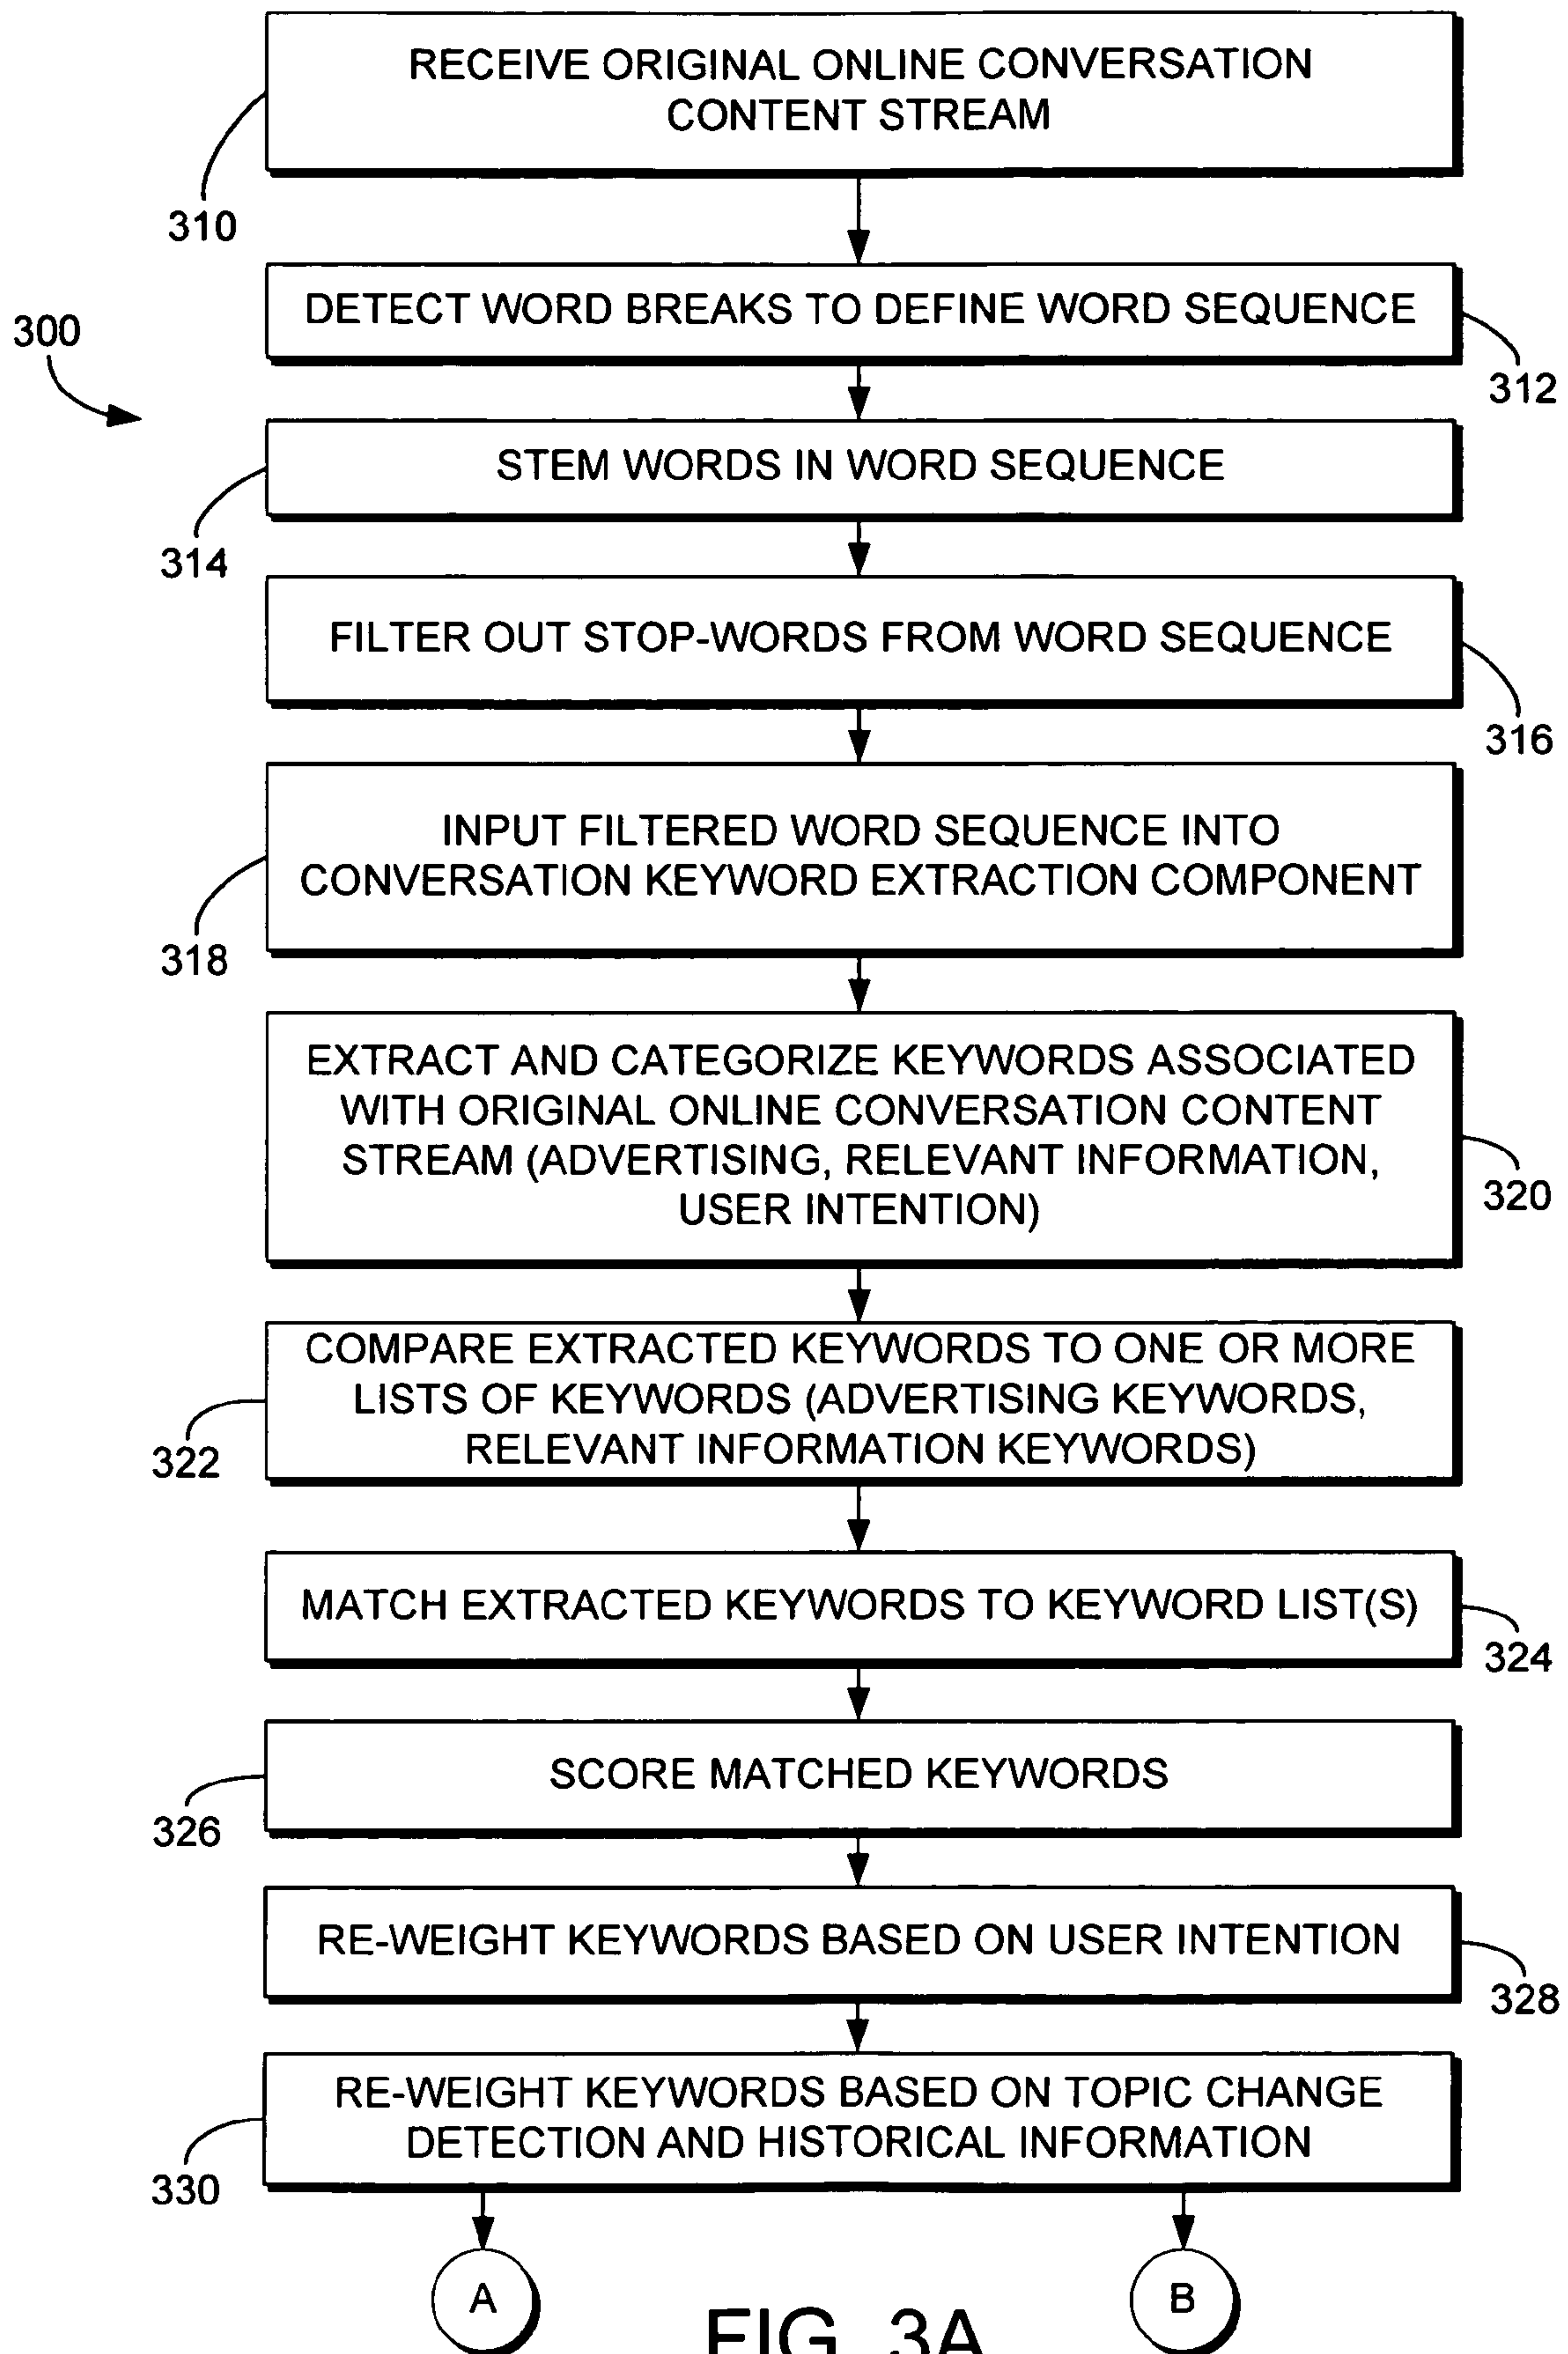 RECEIVE ORIGINAL ONLINE CONVERSATION
CONTENT STREAM
310
DETECT WORD BREAKS TO DEFINE WORD SEQUENCE
300
312
STEM WORDS IN WORD SEQUENCE
314
FILTER OUT STOP-WORDS FROM WORD SEQUENCE
316
INPUT FILTERED WORD SEQUENCE INTO
CONVERSATION KEYWORD EXTRACTION COMPONENT
318
EXTRACT AND CATEGORIZE KEYWORDS ASSOCIATED
WITH ORIGINAL ONLINE CONVERSATION CONTENT
STREAM (ADVERTISING, RELEVANT INFORMATION,
USER INTENTION)
320
COMPARE EXTRACTED KEYWORDS TO ONE OR MORE
LISTS OF KEYWORDS (ADVERTISING KEYWORDS,
RELEVANT INFORMATION KEYWORDS)
322
MATCH EXTRACTED KEYWORDS TO KEYWORD LIST(S)
324
SCORE MATCHED KEYWORDS
326
RE-WEIGHT KEYWORDS BASED ON USER INTENTION
328
RE-WEIGHT KEYWORDS BASED ON TOPIC CHANGE
DETECTION AND HISTORICAL INFORMATION
330
A
B
FIG. 3A